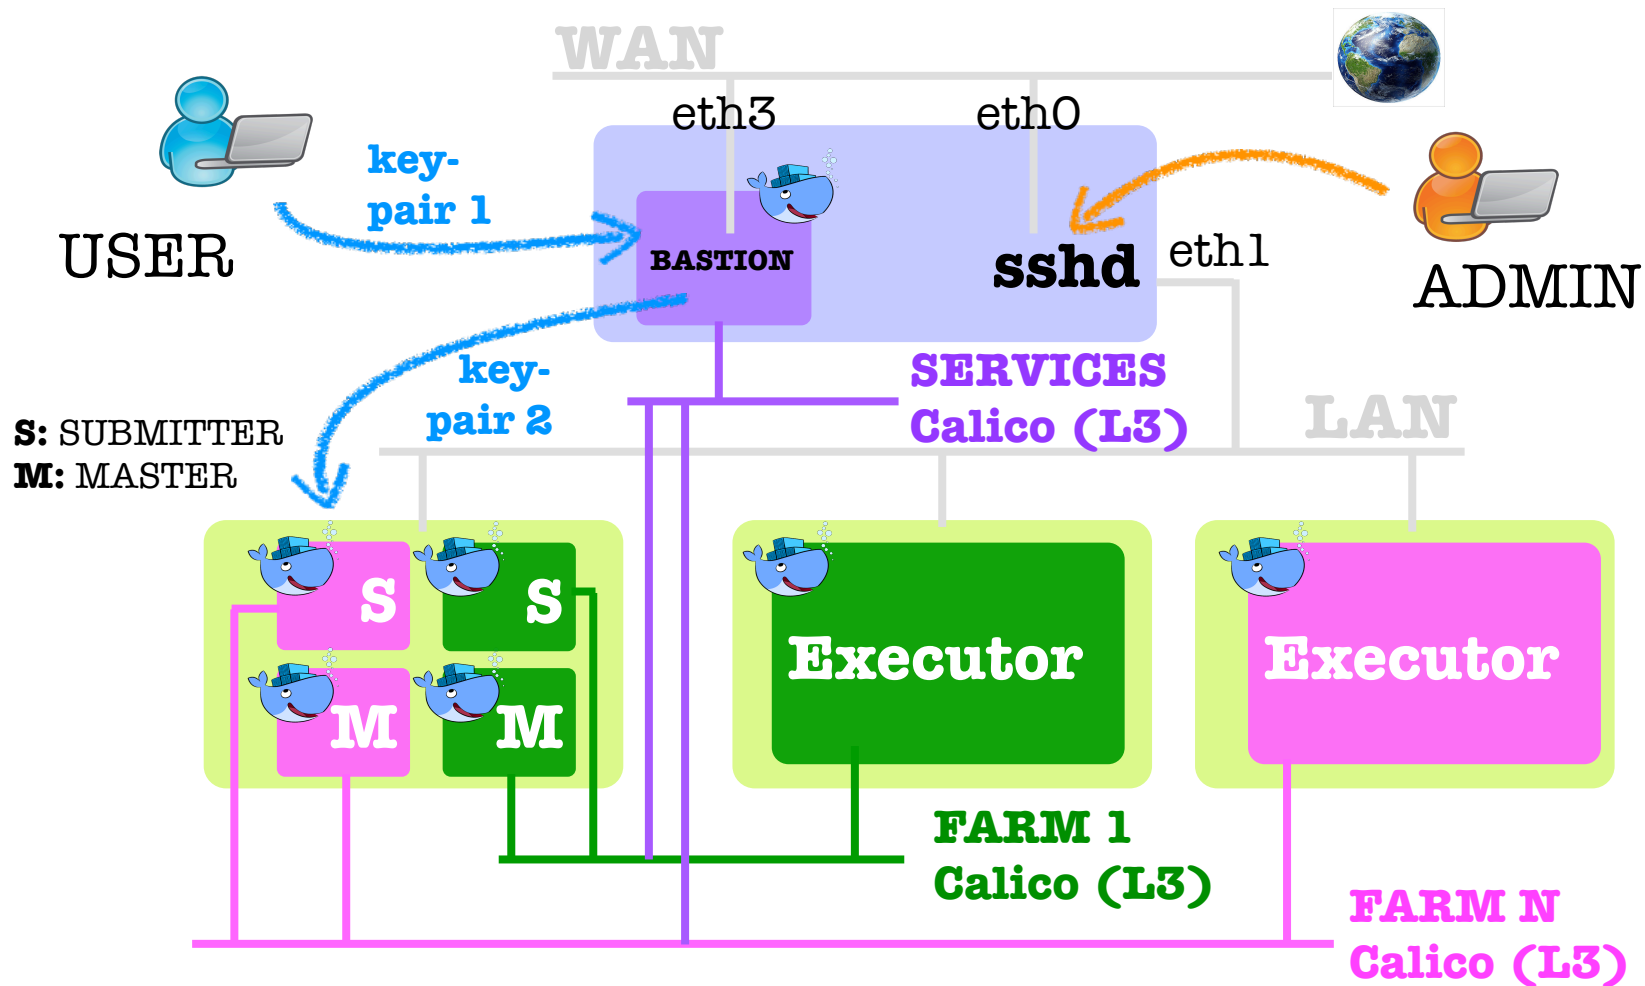 WAN
eth3
eth0
key-
pair 1
USER
BASTION
sshd
eth1
ADMIN
key-
pair 2
SERVICES
Calico (L3)
LAN
S: SUBMITTER
M: MASTER
S
S
M
M
Executor
Executor
FARM 1
Calico (L3)
FARM N
Calico (L3)